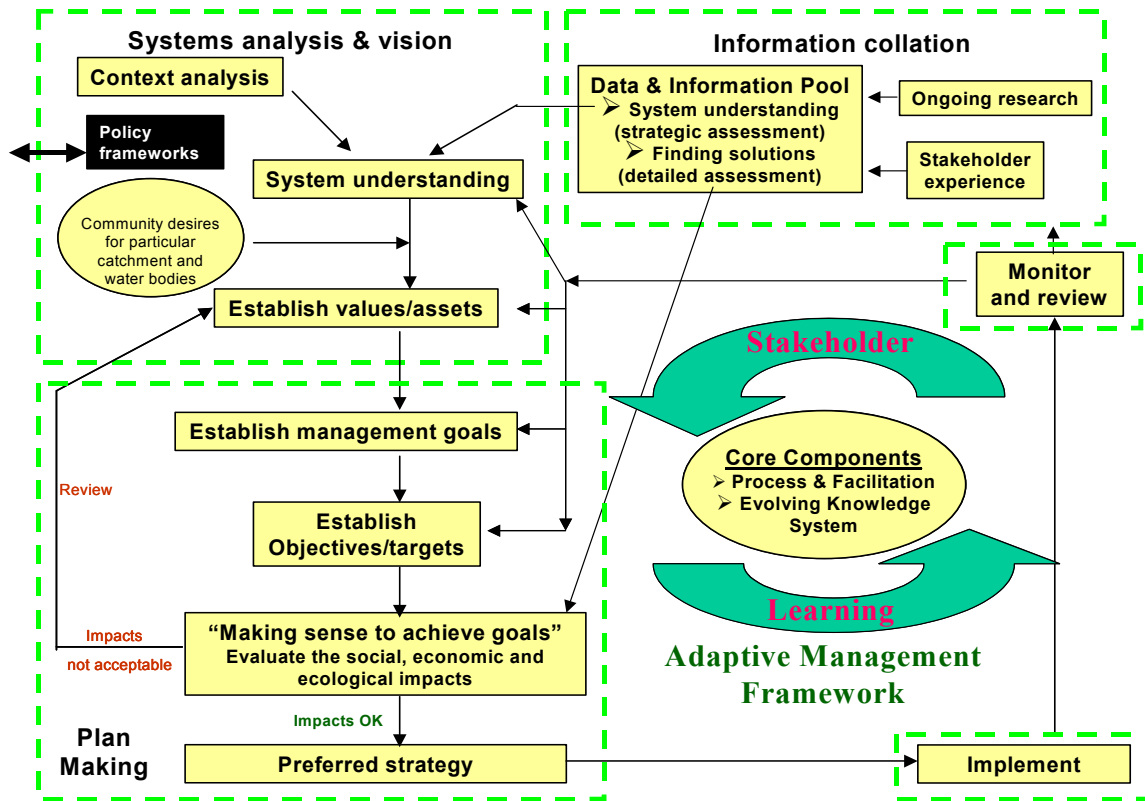 Systems analysis & vision
Context analysis
Policy
frameworks
System understanding
Community desires
for particular
catchment and
water bodies
Establish values/assets
Information collation
Data & Information Pool
➢ System understanding
(strategic assessment)
➢ Finding solutions
(detailed assessment)
Ongoing research
Stakeholder
experience
Monitor
and review
Establish management goals
Review
Establish
Objectives/targets
Impacts
not acceptable
“Making sense to achieve goals”
Evaluate the social, economic and
ecological impacts
Impacts OK
Plan
Making
Preferred strategy
Stakeholder
Core Components
➢ Process & Facilitation
➢ Evolving Knowledge
System
Learning
Adaptive Management
Framework
Implement